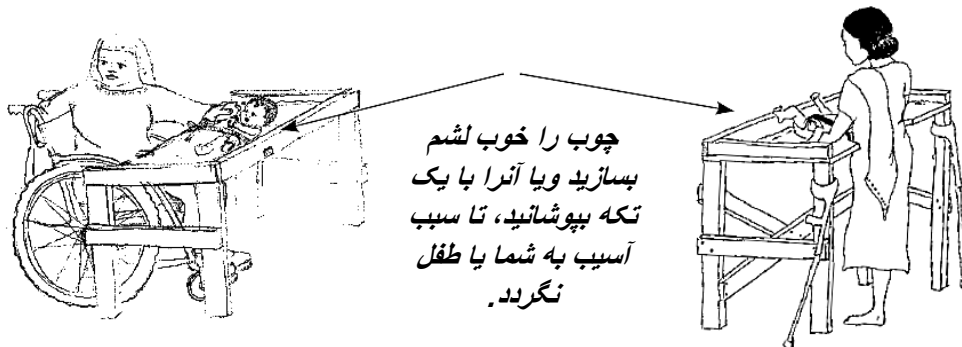 چوب را خوب لشم
بسازید ویا آنرا با یک
تکه بپوشانید، تا سبب
آسیب به شما یا طفل
نگردد.